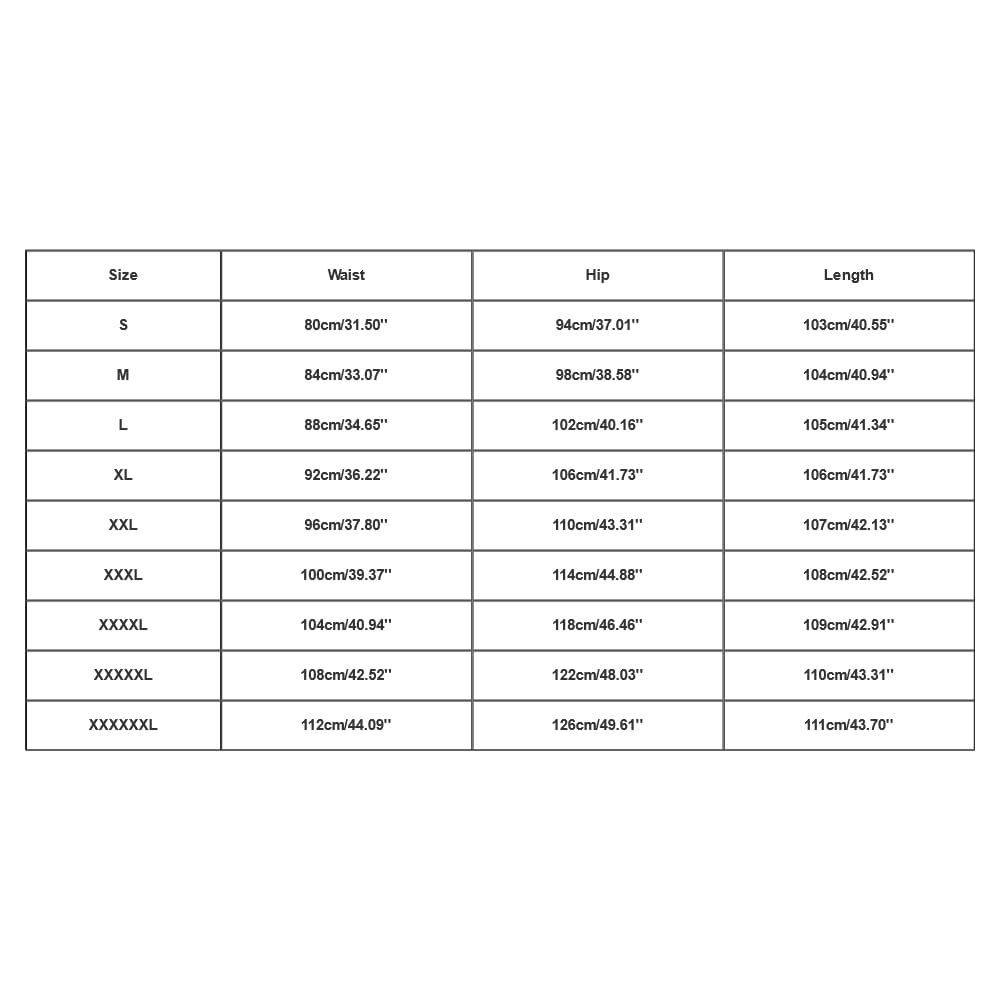 Size Waist Hip Length
S 80cm/31.50'' 94cm/37.01'' 103cm/40.55''
M 84cm/33.07'' 98cm/38.58'' 104cm/40.94''
L 88cm/34.65'' 102cm/40.16'' 105cm/41.34''
XL 92cm/36.22'' 106cm/41.73'' 106cm/41.73''
XXL 96cm/37.80'' 110cm/43.31'' 107cm/42.13''
XXXL 100cm/39.37'' 114cm/44.88'' 108cm/42.52''
XXXXL 104cm/40.94'' 118cm/46.46'' 109cm/42.91''
XXXXXL 108cm/42.52'' 122cm/48.03'' 110cm/43.31''
XXXXXXL 112cm/44.09'' 126cm/49.61'' 111cm/43.70''